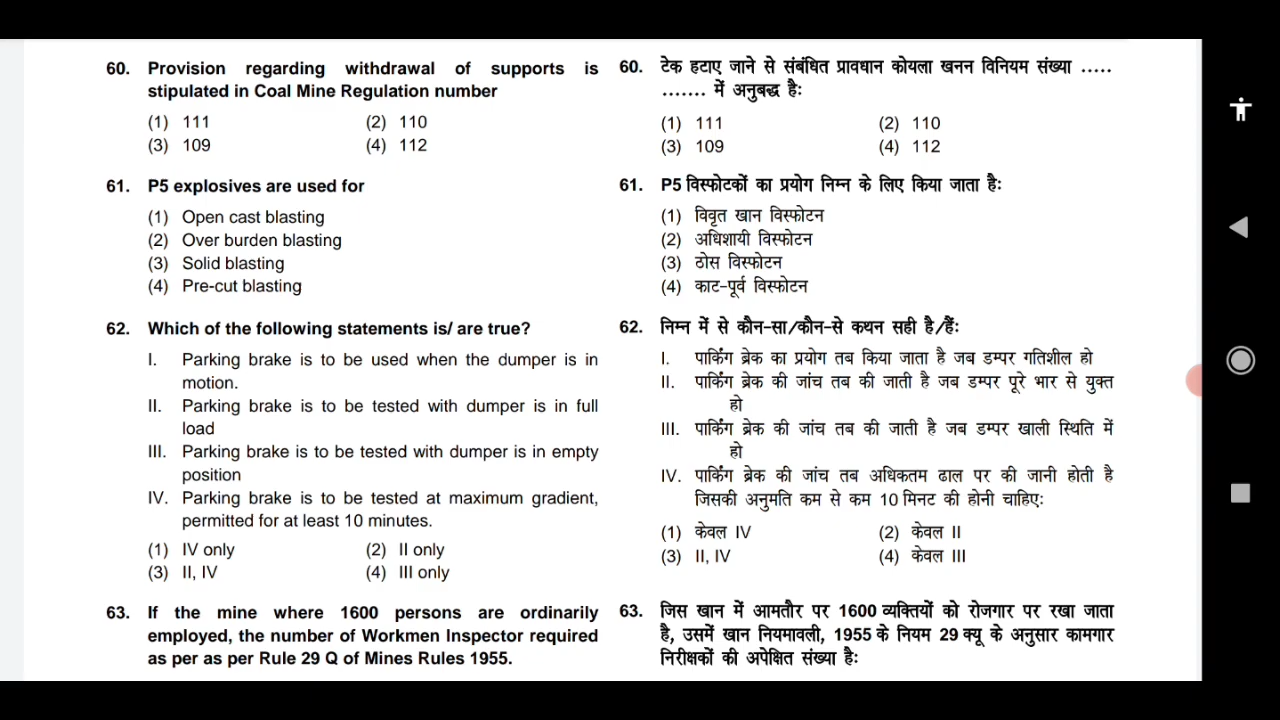 60. Provision regarding withdrawal of supports is
stipulated in Coal Mine Regulation number
(1) 111 (2) 110
(3) 109 (4) 112
61. P5 explosives are used for
(1) Open cast blasting
(2) Over burden blasting
(3) Solid blasting
(4) Pre-cut blasting
62. Which of the following statements is/ are true?
I. Parking brake is to be used when the dumper is in
motion.
II. Parking brake is to be tested with dumper is in full
load
III. Parking brake is to be tested with dumper is in empty
position
IV. Parking brake is to be tested at maximum gradient,
permitted for at least 10 minutes.
(1) IV only (2) II only
(3) II, IV (4) III only
63. If the mine where 1600 persons are ordinarily
employed, the number of Workmen Inspector required
as per as per Rule 29 Q of Mines Rules 1955.
60. टेक हटाए जाने से संबंधित प्रावधान कोयला खनन विनियम संख्या .....
....... में अनुबद्ध है:
(1) 111 (2) 110
(3) 109 (4) 112
61. P5 विस्फोटकों का प्रयोग निम्न के लिए किया जाता है:
(1) विवृत खान विस्फोटन
(2) अधिशायी विस्फोटन
(3) ठोस विस्फोटन
(4) काट-पूर्व विस्फोटन
62. निम्न में से कौन-सा/कौन-से कथन सही है/हैं:
I. पार्किंग ब्रेक का प्रयोग तब किया जाता है जब डम्पर गतिशील हो
II. पार्किंग ब्रेक की जांच तब की जाती है जब डम्पर पूरे भार से युक्त
हो
III. पार्किंग ब्रेक की जांच तब की जाती है जब डम्पर खाली स्थिति में
हो
IV. पार्किंग ब्रेक की जांच तब अधिकतम ढाल पर की जानी होती है
जिसकी अनुमति कम से कम 10 मिनट की होनी चाहिए:
(1) केवल IV (2) केवल II
(3) II, IV (4) केवल III
63. जिस खान में आमतौर पर 1600 व्यक्तियों को रोजगार पर रखा जाता
है, उसमें खान नियमावली, 1955 के नियम 29 क्यू के अनुसार कामगार
निरीक्षकों की अपेक्षित संख्या है: